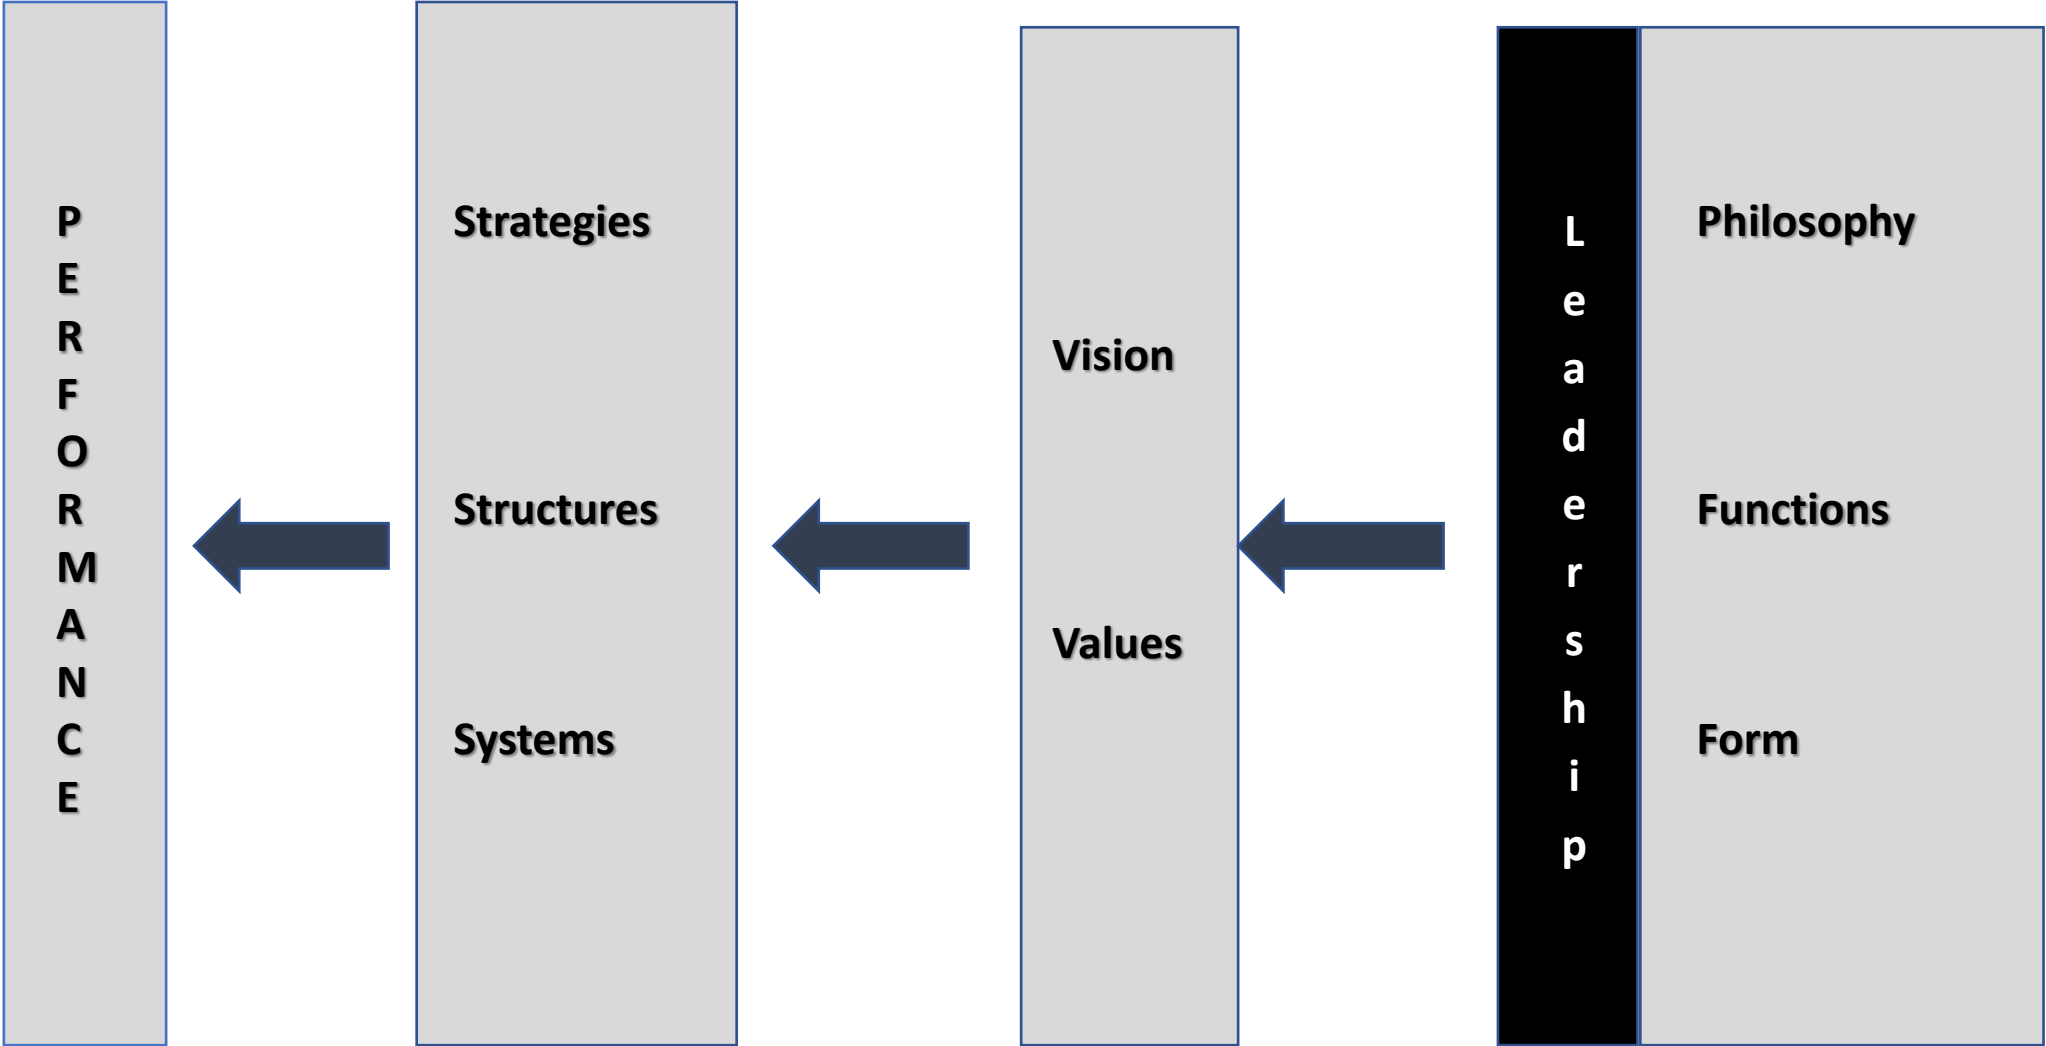 PERFORMANCE
Strategies
Structures
Systems
Vision
Values
Leadership
Philosophy
Functions
Form